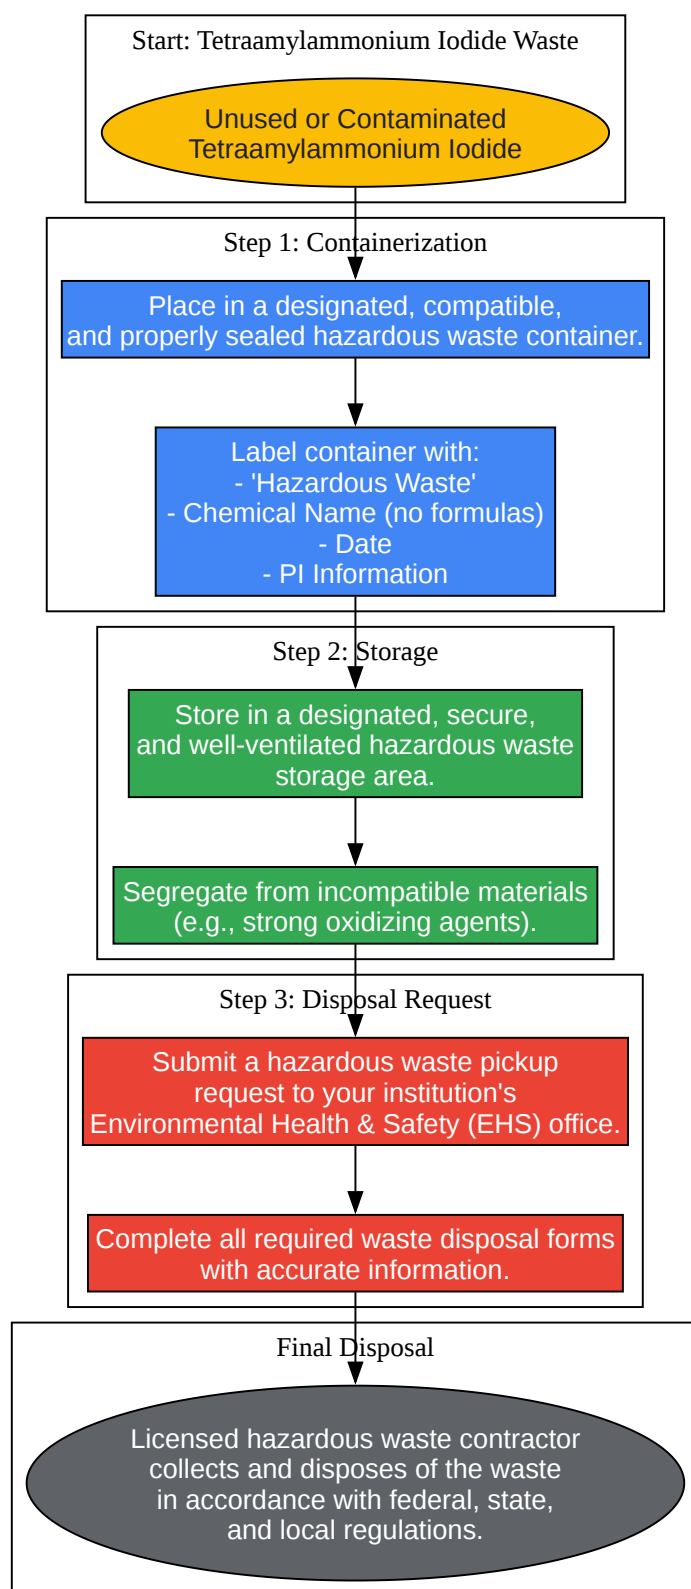 Start: Tetraamylammonium Iodide Waste
Unused or Contaminated
Tetraamylammonium Iodide
Step 1: Containerization
Place in a designated, compatible,
and properly sealed hazardous waste container.
Label container with:
- 'Hazardous Waste'
- Chemical Name (no formulas)
- Date
- PI Information
Step 2: Storage
Store in a designated, secure,
and well-ventilated hazardous waste
storage area.
Segregate from incompatible materials
(e.g., strong oxidizing agents).
Step 3: Disposal Request
Submit a hazardous waste pickup
request to your institution's
Environmental Health & Safety (EHS) office.
Complete all required waste disposal forms
with accurate information.
Final Disposal
Licensed hazardous waste contractor
collects and disposes of the waste
in accordance with federal, state,
and local regulations.